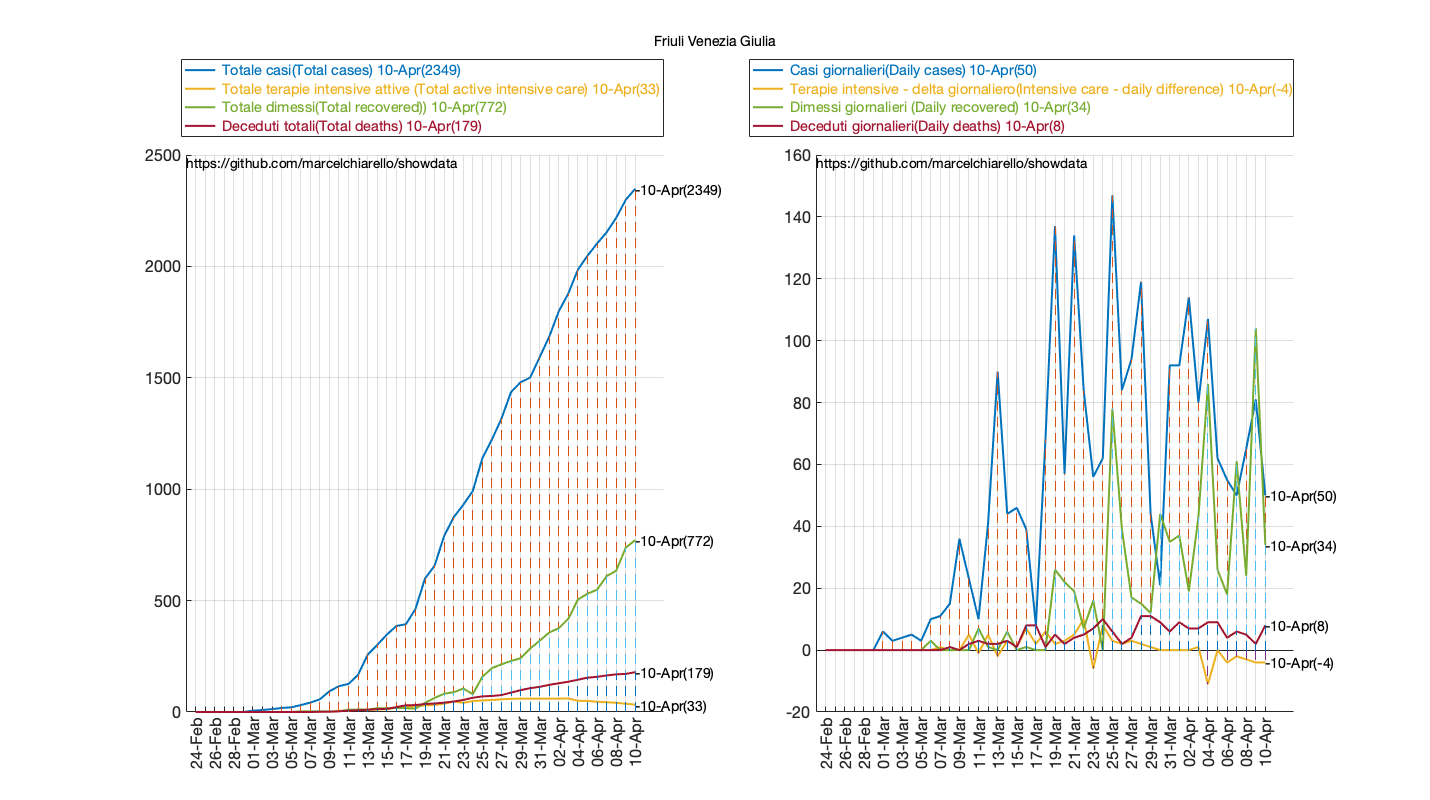 Friuli Venezia Giulia
Totale casi(Total cases) 10-Apr(2349)
Totale terapie intensive attive (Total active intensive care) 10-Apr(33)
Totale dimessi(Total recovered)) 10-Apr(772)
Deceduti totali(Total deaths) 10-Apr(179)
2500
2000
1500
1000
500
0
https://github.com/marcelchiarello/showdata
10-Apr(2349)
10-Apr(772)
10-Apr(179)
10-Apr(33)
24-Feb
26-Feb
28-Feb
01-Mar
03-Mar
05-Mar
07-Mar
09-Mar
11-Mar
13-Mar
15-Mar
17-Mar
19-Mar
21-Mar
23-Mar
25-Mar
27-Mar
29-Mar
31-Mar
02-Apr
04-Apr
06-Apr
08-Apr
10-Apr
Casi giornalieri(Daily cases) 10-Apr(50)
Terapie intensive - delta giornaliero(Intensive care - daily difference) 10-Apr(-4)
Dimessi giornalieri (Daily recovered) 10-Apr(34)
Deceduti giornalieri(Daily deaths) 10-Apr(8)
160
140
120
100
80
60
40
20
0
-20
https://github.com/marcelchiarello/showdata
10-Apr(50)
10-Apr(34)
10-Apr(8)
10-Apr(-4)
24-Feb
26-Feb
28-Feb
01-Mar
03-Mar
05-Mar
07-Mar
09-Mar
11-Mar
13-Mar
15-Mar
17-Mar
19-Mar
21-Mar
23-Mar
25-Mar
27-Mar
29-Mar
31-Mar
02-Apr
04-Apr
06-Apr
08-Apr
10-Apr